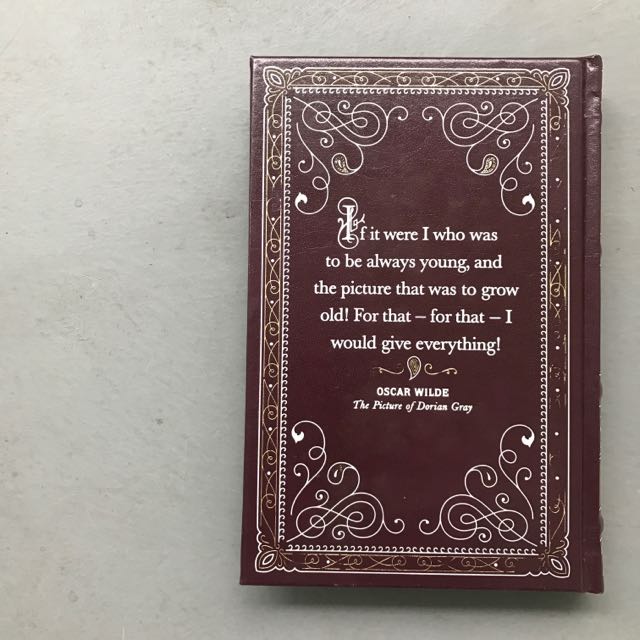 If it were I who was
to be always young, and
the picture that was to grow
old! For that – for that – I
would give everything!
OSCAR WILDE
The Picture of Dorian Gray